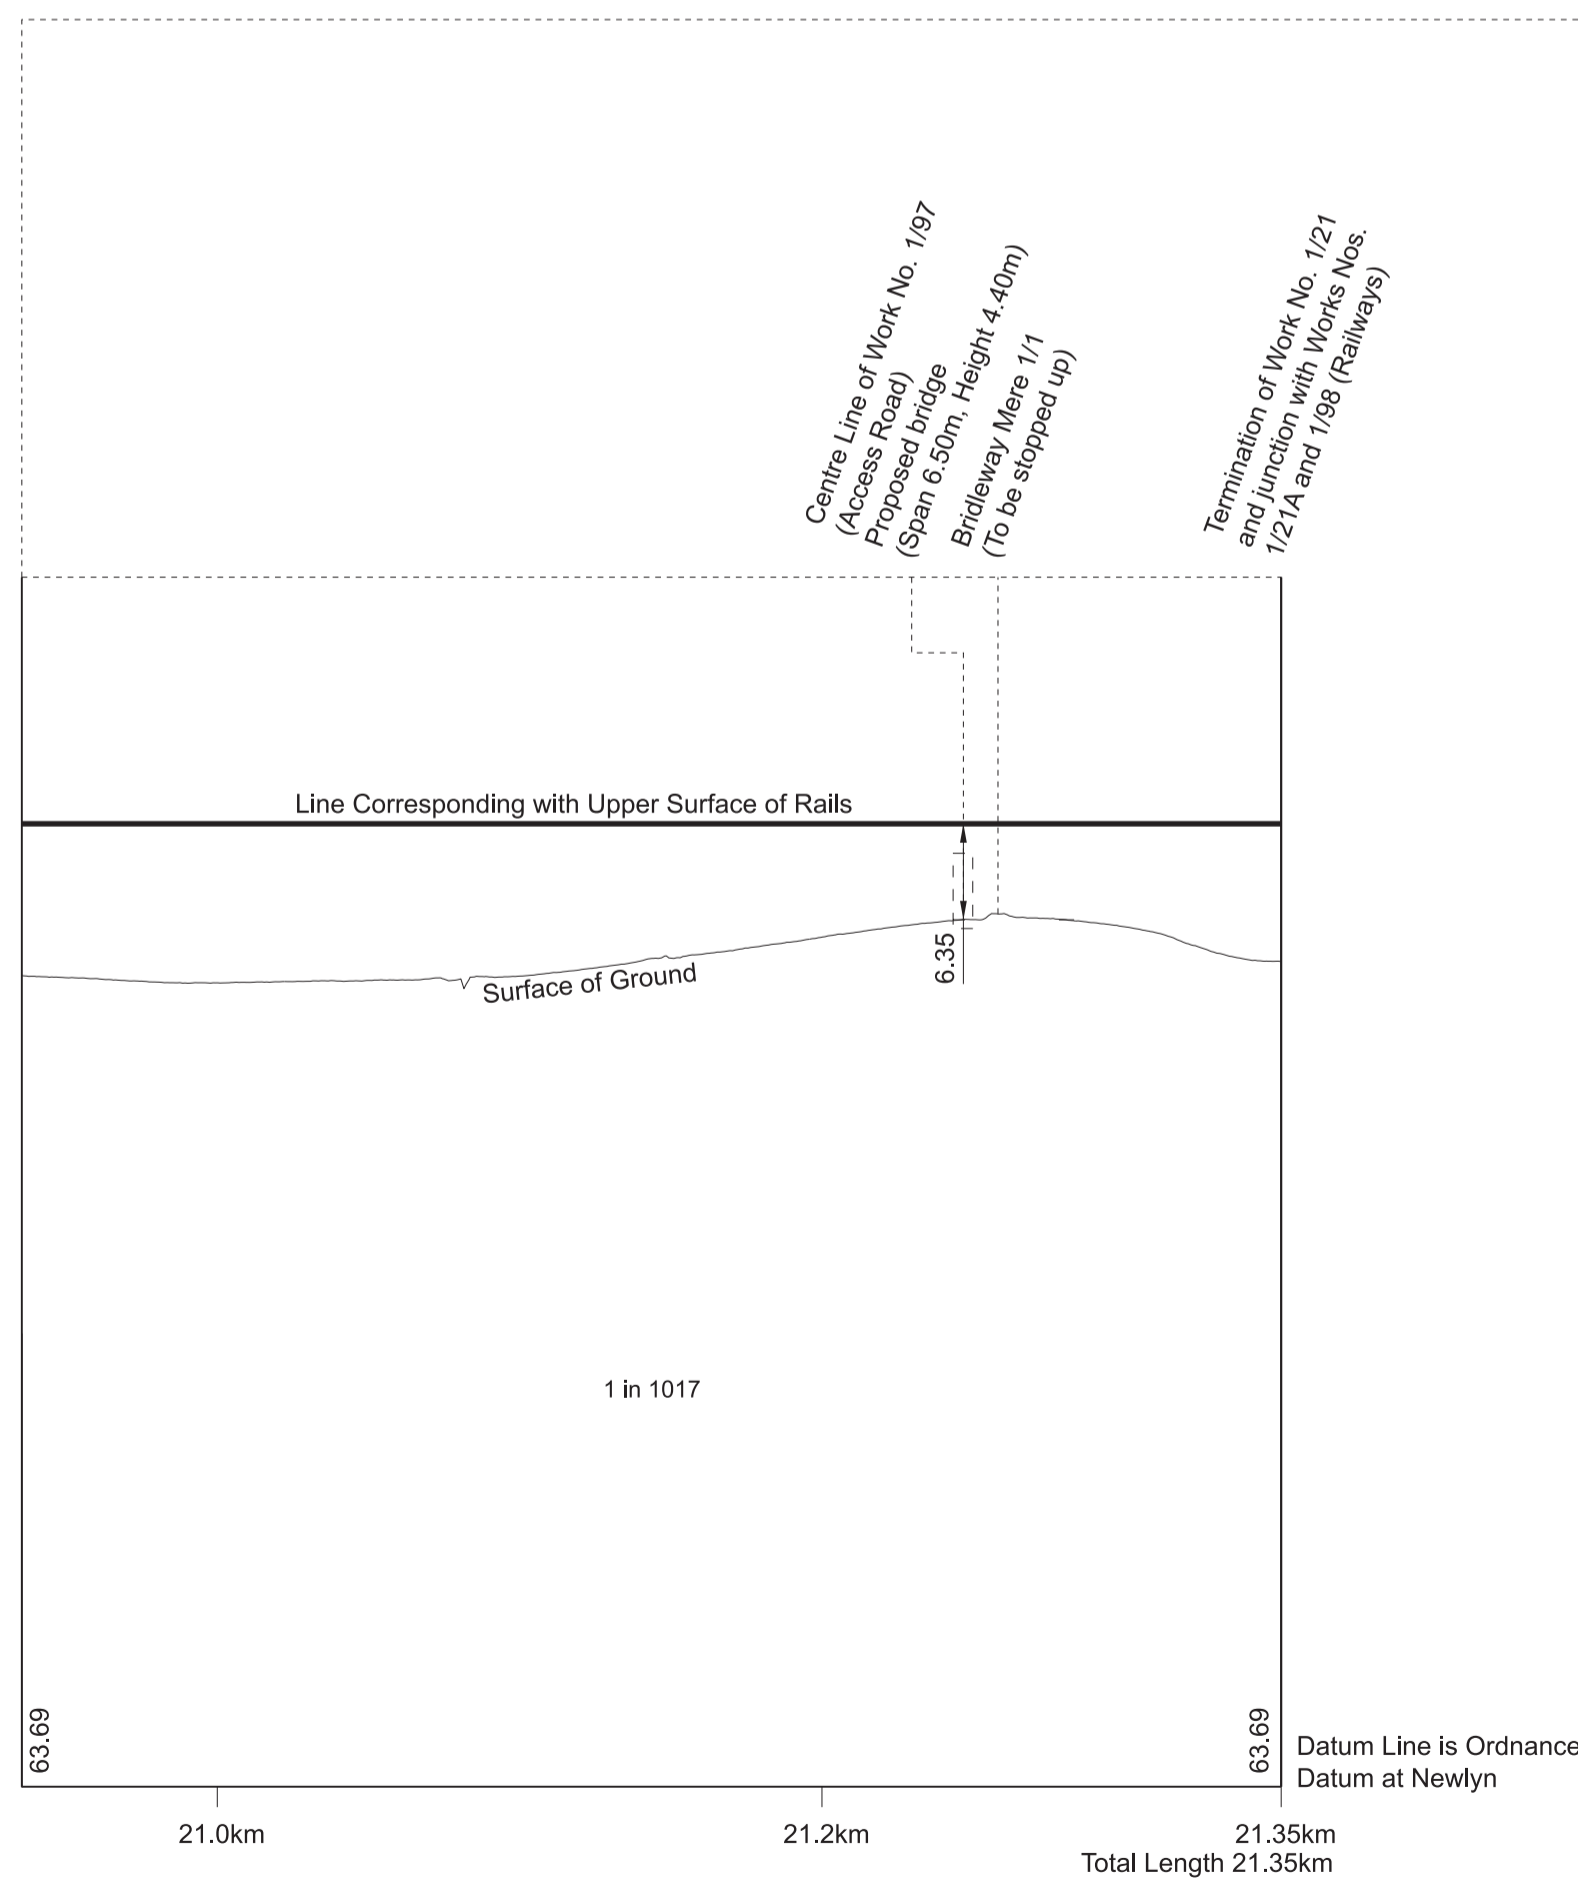 Centre Line of Work No. 1/97
(Access Road)
Proposed bridge
(Span 6.50m, Height 4.40m)
Bridleway Mere 1/1
(To be stopped up)
Termination of Work No. 1/21
and junction with Works Nos.
1/21A and 1/98 (Railways)
Line Corresponding with Upper Surface of Rails
6.35
Surface of Ground
1 in 1017
63.69
63.69
Datum Line is Ordnance
Datum at Newlyn
21.0km
21.2km
21.35km
Total Length 21.35km